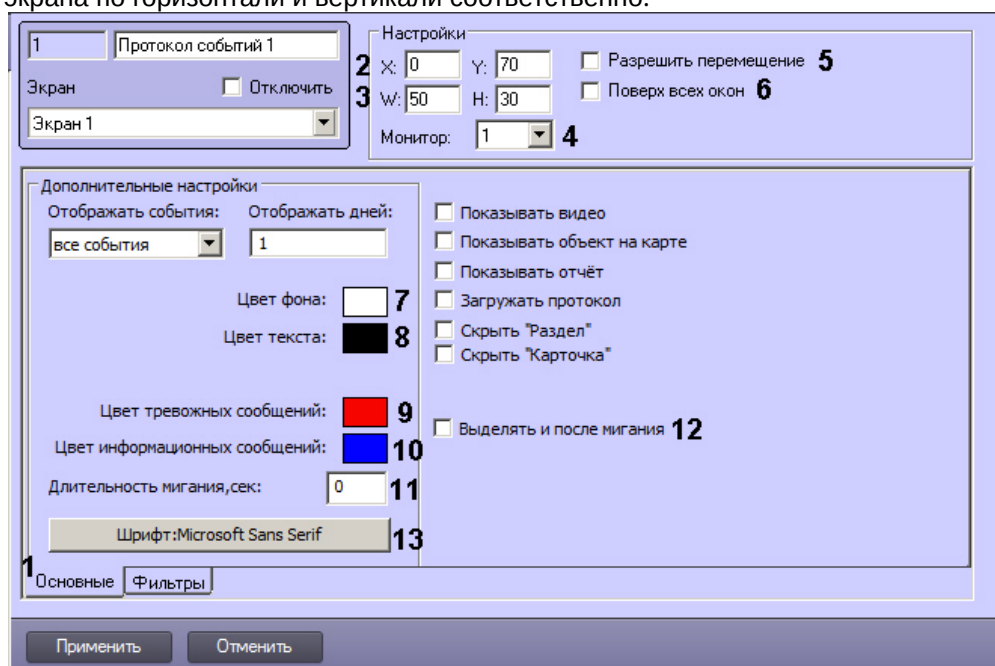 экрана по горизонтали и вертикали соответственно.
1 Протокол событий 1
Экран Отключить
Экран 1
Настройки
2 X: 0 Y: 70 Разрешить перемещение 5
3 W: 50 H: 30 Поверх всех окон 6
Монитор: 1 4
Дополнительные настройки
Отображать события: Отображать дней:
все события 1
Цвет фона: 7
Цвет текста: 8
Цвет тревожных сообщений: 9
Цвет информационных сообщений: 10
Длительность мигания,сек: 0 11
Шрифт:Microsoft Sans Serif 13
Показывать видео
Показывать объект на карте
Показывать отчёт
Загружать протокол
Скрыть "Раздел"
Скрыть "Карточка"
Выделять и после мигания 12
1 Основные Фильтры
Применить Отменить